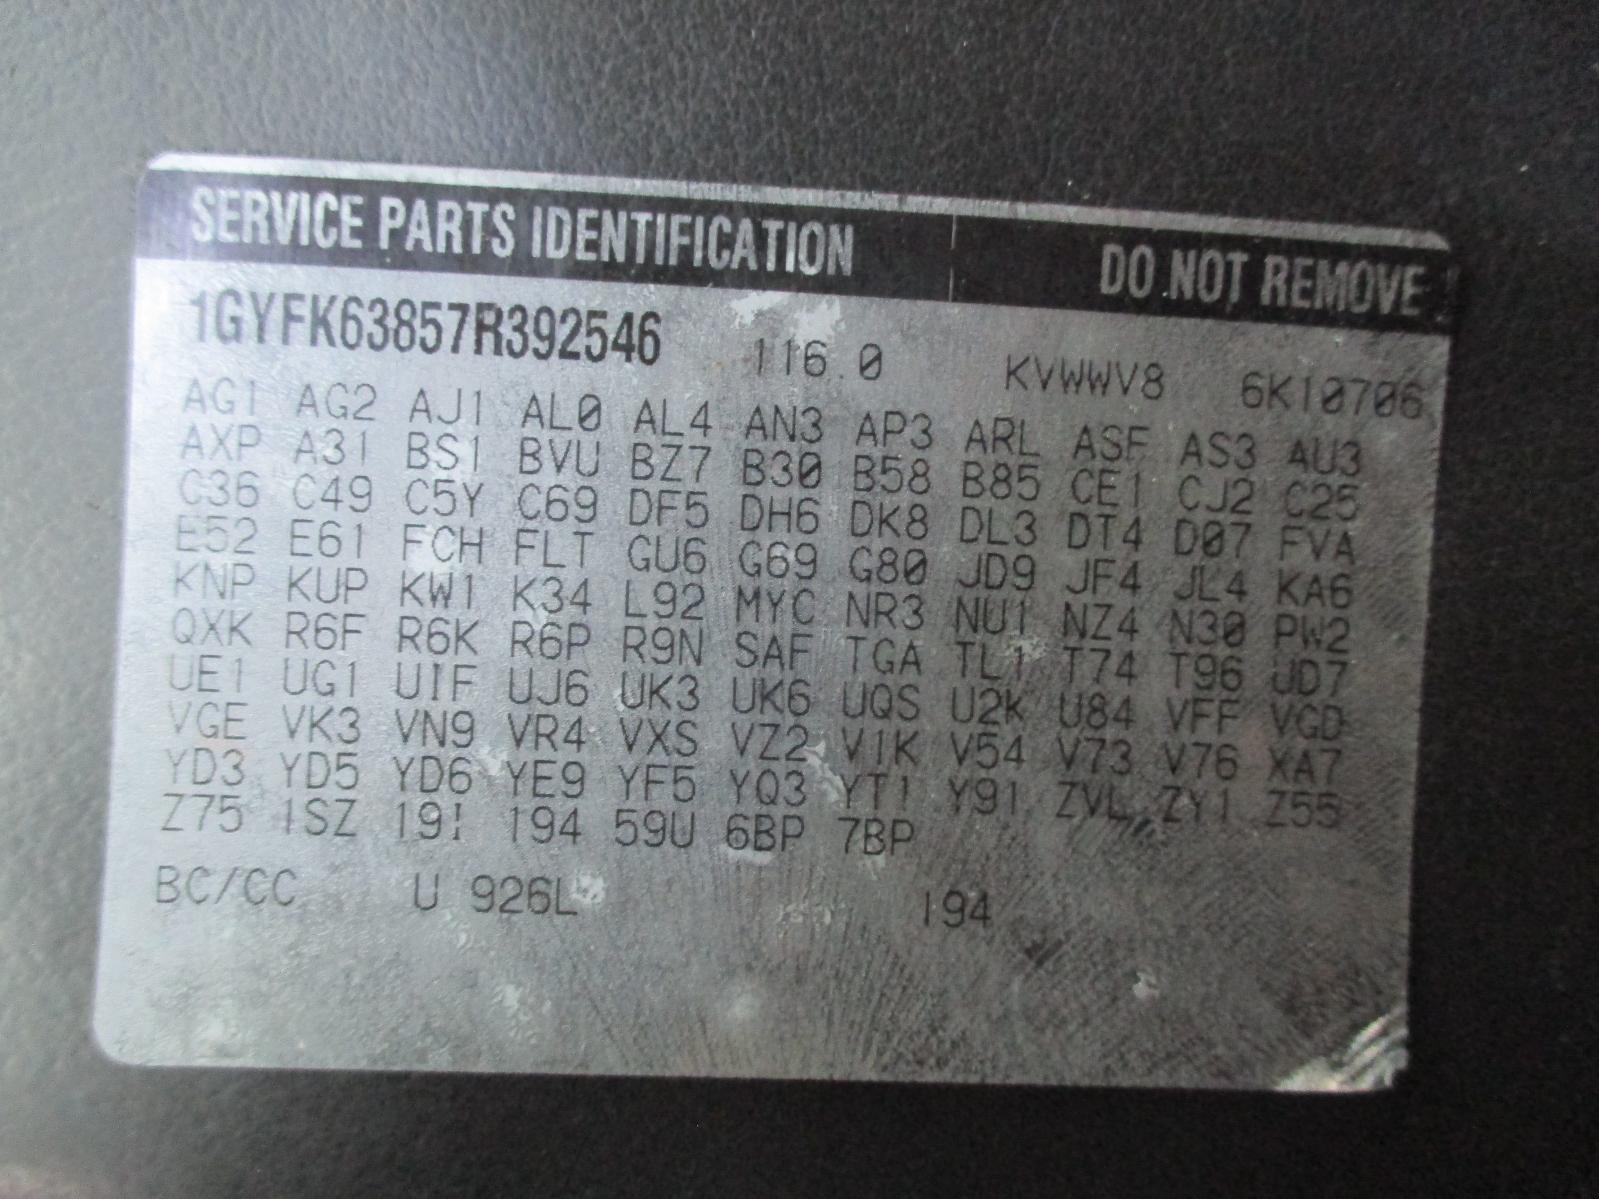 SERVICE PARTS IDENTIFICATION DO NOT REMOVE
1GYFK63857R392546 116.0 KVWWV8 6K10706
AG1 AG2 AJ1 AL0 AL4 AN3 AP3 ARL ASF AS3 AU3
AXP A31 BS1 BVU BZ7 B30 B58 B85 CE1 CJ2 C25
C36 C49 C5Y C69 DF5 DH6 DK8 DL3 DT4 D07 FVA
E52 E61 FCH FLT GU6 G69 G80 JD9 JF4 JL4 KA6
KNP KUP KW1 K34 L92 MYC NR3 NU1 NZ4 N30 PW2
QXK R6F R6K R6P R9N SAF TGA TL1 T74 T96 UD7
UE1 UG1 UIF UJ6 UK3 UK6 UQS U2K U84 VFF VGD
VGE VK3 VN9 VR4 VXS VZ2 V1K V54 V73 V76 XA7
YD3 YD5 YD6 YE9 YF5 YQ3 YT1 Y91 ZVL ZY1 Z55
Z75 1SZ 19I 194 59U 6BP 7BP
BC/CC U 926L 194